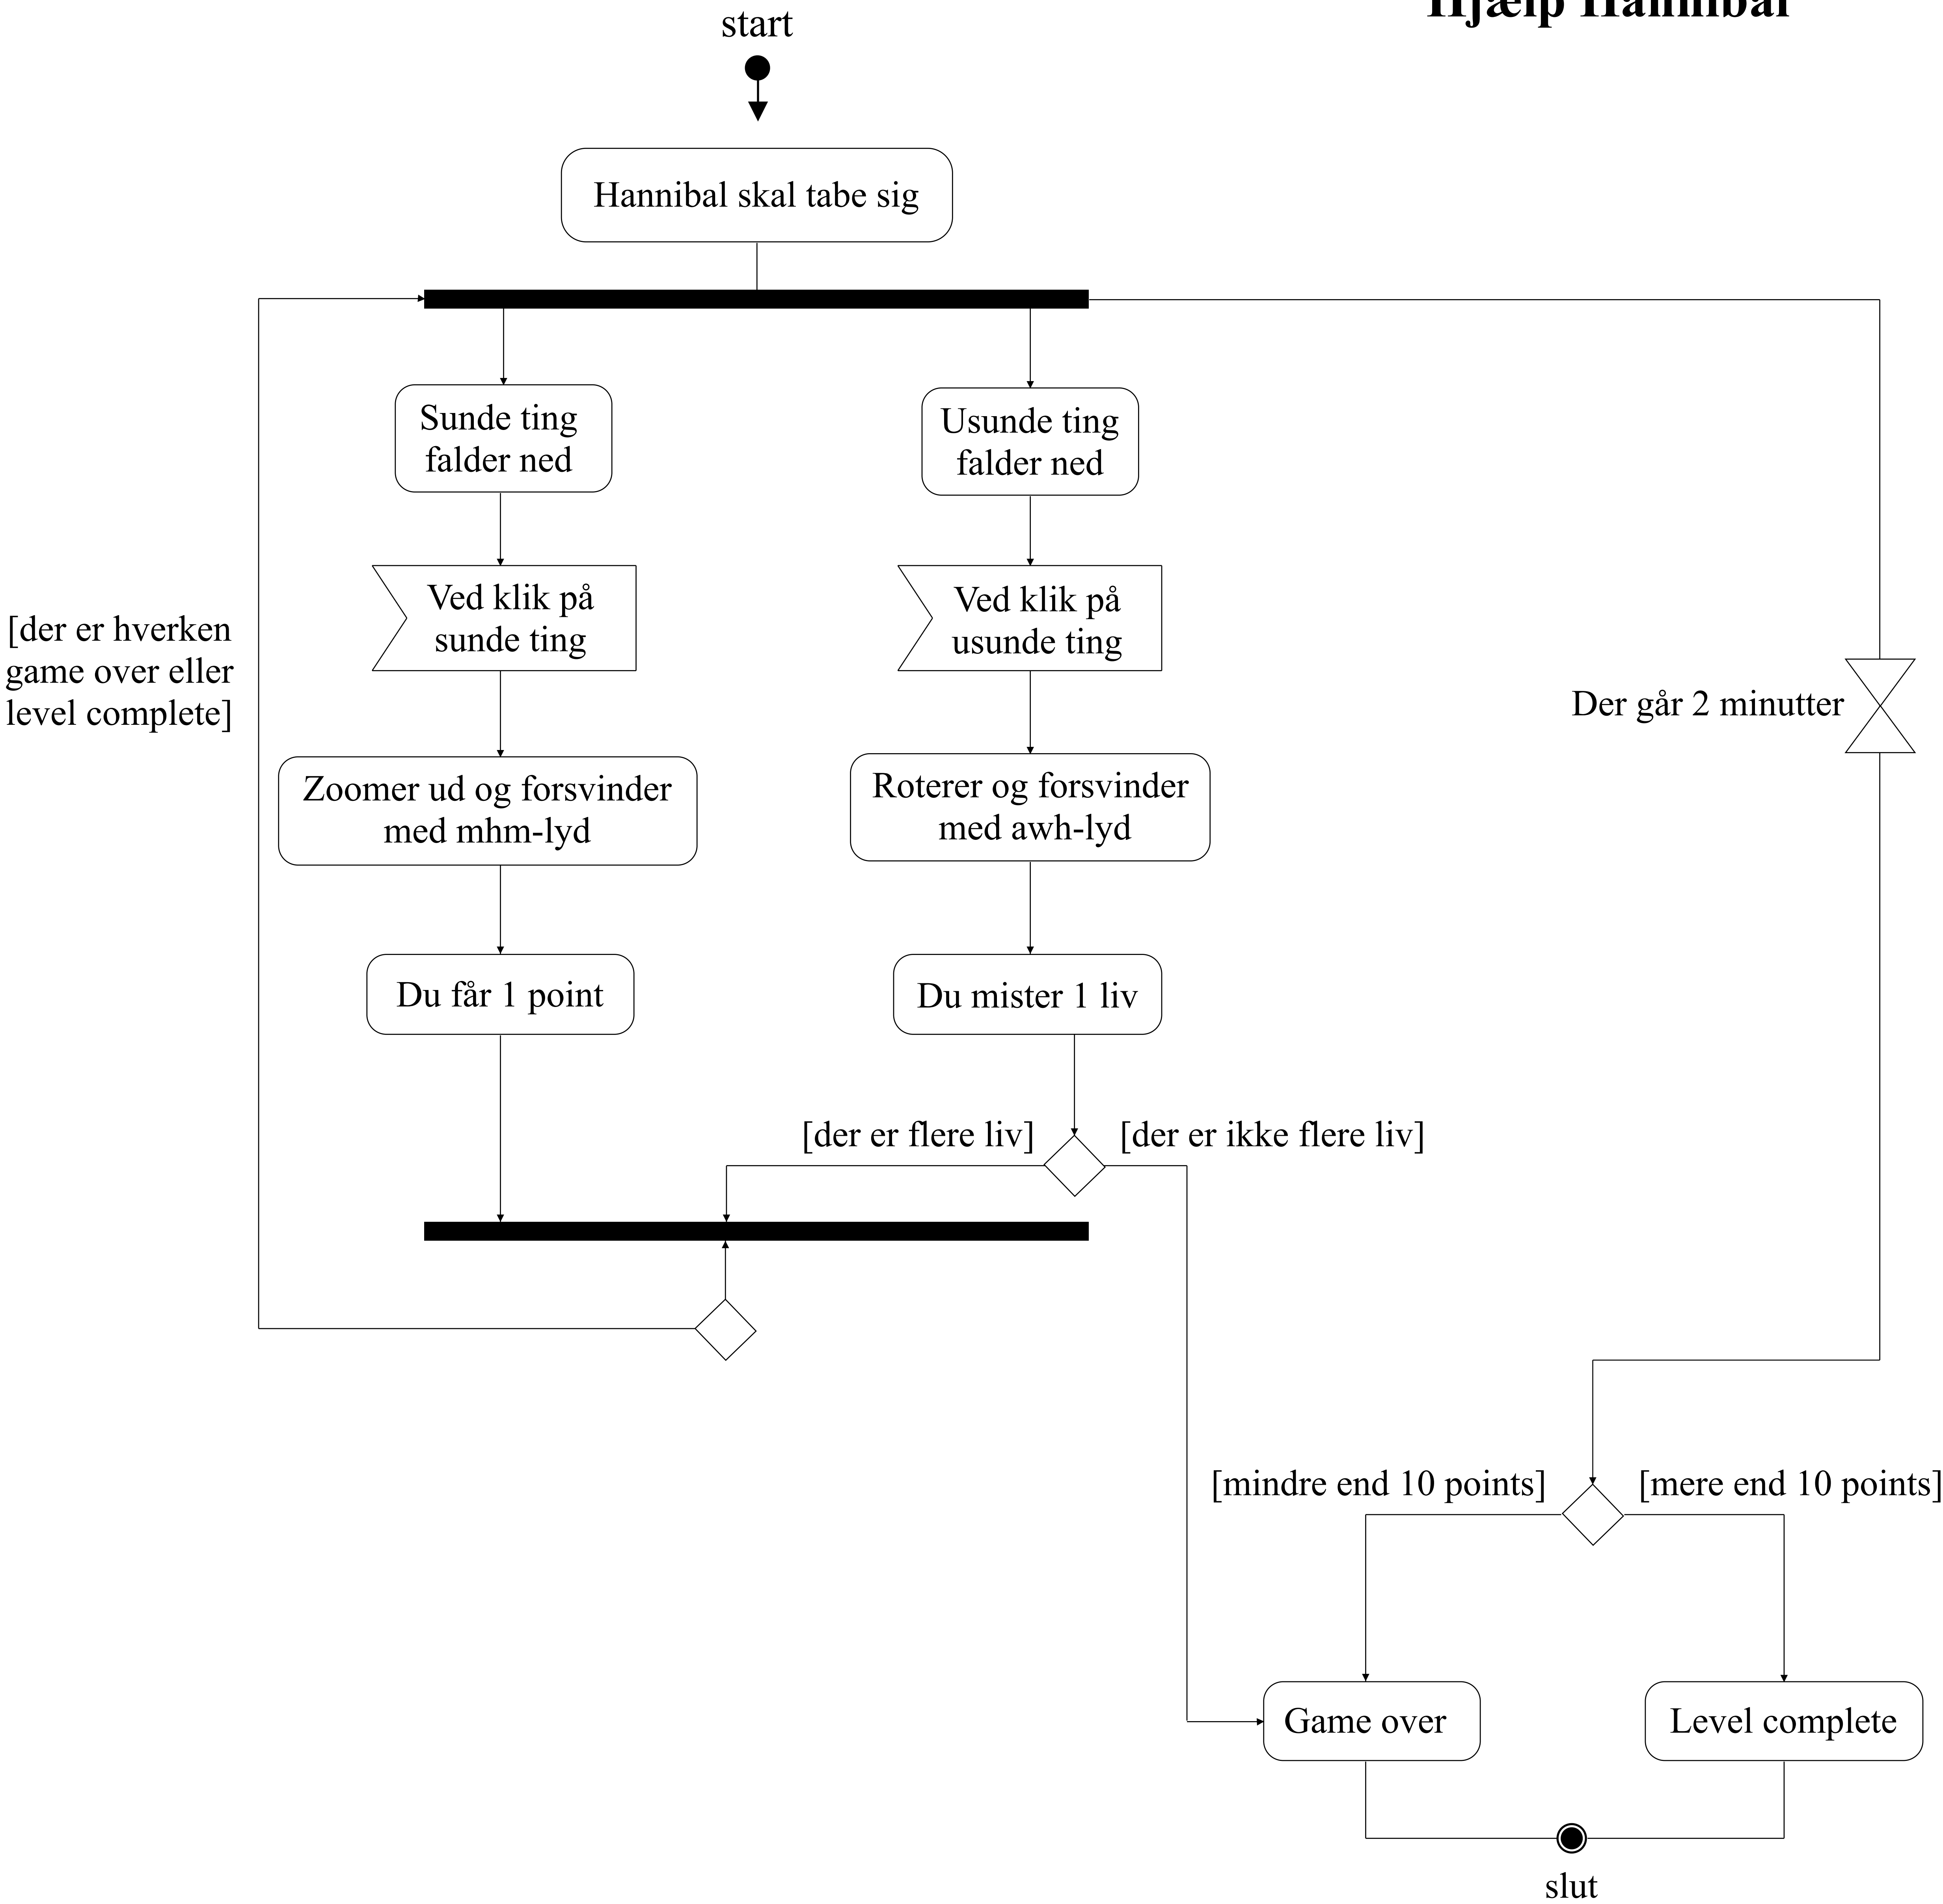 Hjælp Hannibal
start
Hannibal skal tabe sig
Sunde ting
falder ned
Usunde ting
falder ned
Ved klik på
sunde ting
Ved klik på
usunde ting
[der er hverken
game over eller
level complete]
Der går 2 minutter
Zoomer ud og forsvinder
med mhm-lyd
Roterer og forsvinder
med awh-lyd
Du får 1 point
Du mister 1 liv
[der er flere liv]
[der er ikke flere liv]
[mindre end 10 points]
[mere end 10 points]
Game over
Level complete
slut